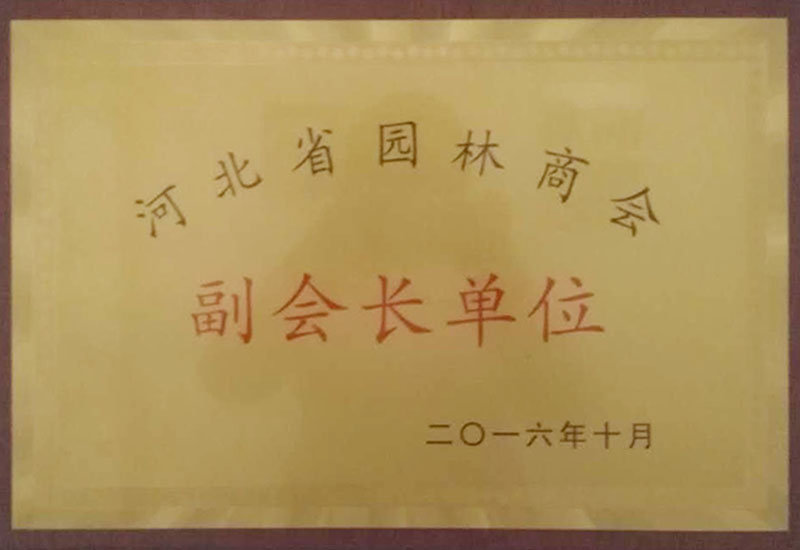 河北省园林商会
副会长单位
二〇一六年十月